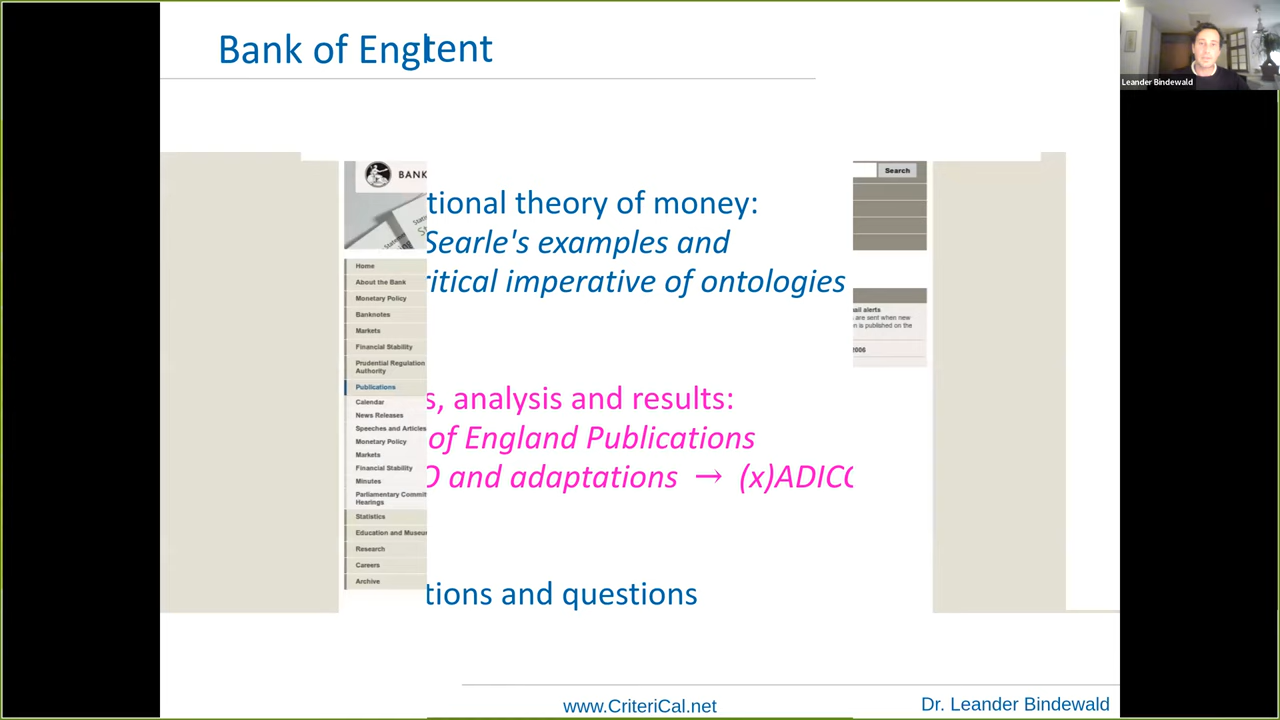 Bank of Engltent
Leander Bindewald
BANK
Search
tional theory of money:
Searle's examples and
ritical imperative of ontologies
Home
About the Bank
Monetary Policy
Banknotes
Markets
Financial Stability
Prudential Regulation
Authority
Publications
Calendar
News Releases
Speeches and Articles
Monetary Policy
Markets
Financial Stability
Minutes
Parliamentary Commit
Hearings
Statistics
Education and Museu
Research
Careers
Archive
ail alerts
are sent when new
n is published on the
2006
s, analysis and results:
of England Publications
O and adaptations → (x)ADICO
tions and questions
www.CriteriCal.net
Dr. Leander Bindewald